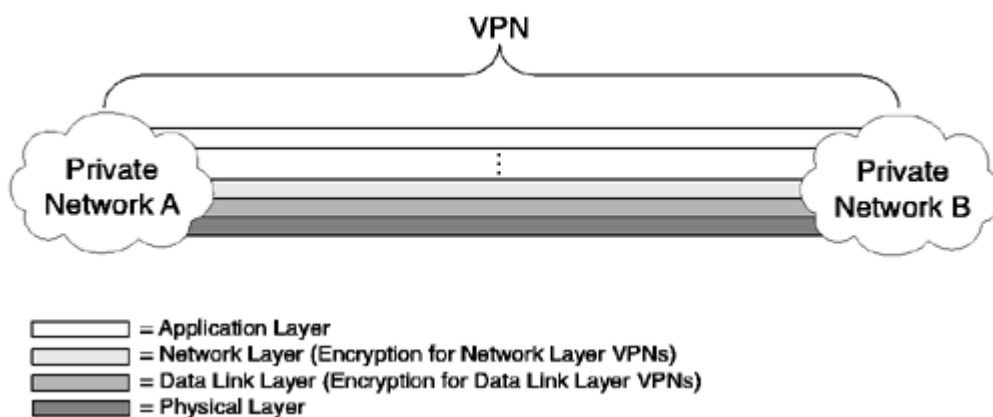 VPN
Private
Network A
Private
Network B
= Application Layer
= Network Layer (Encryption for Network Layer VPNs)
= Data Link Layer (Encryption for Data Link Layer VPNs)
= Physical Layer